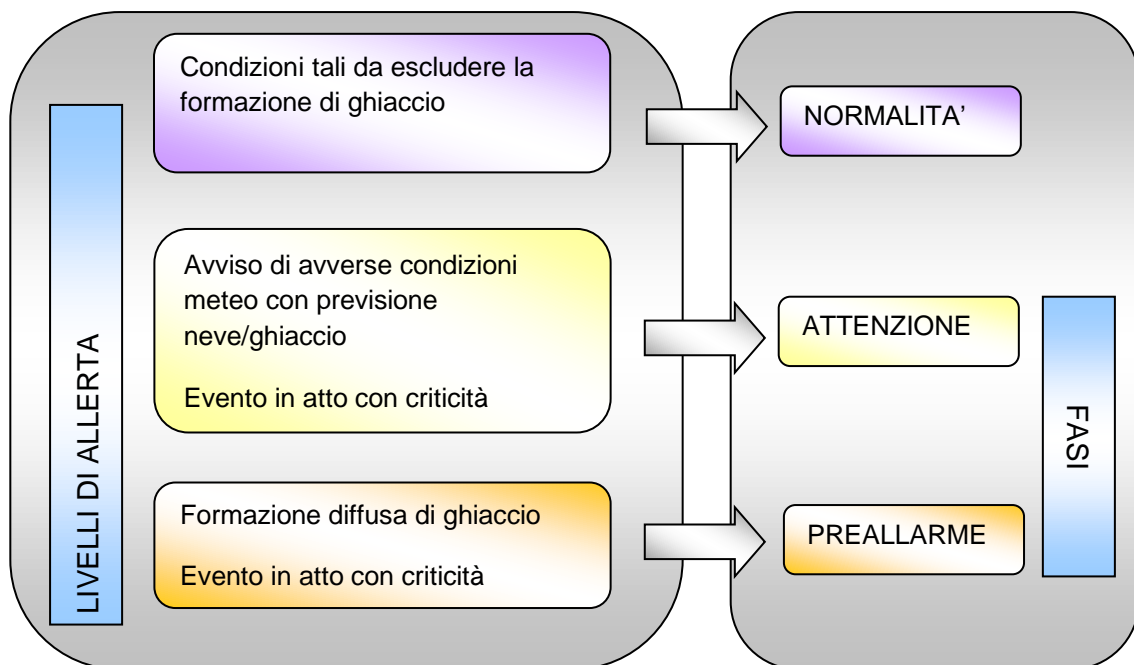 LIVELLI DI ALLERTA
Condizioni tali da escludere la
formazione di ghiaccio
NORMALITA’
Avviso di avverse condizioni
meteo con previsione
neve/ghiaccio
Evento in atto con criticità
ATTENZIONE
Formazione diffusa di ghiaccio
Evento in atto con criticità
PREALLARME
FASI